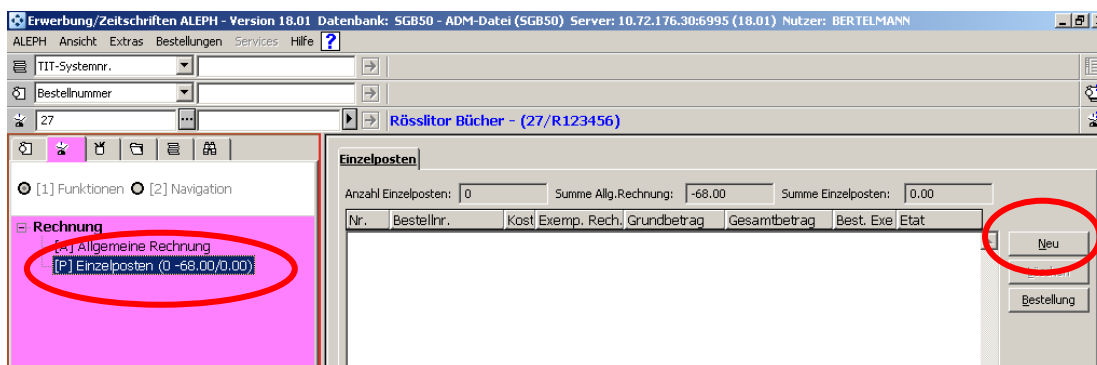 Erwerbung/Zeitschriften ALEPH - Version 18.01 Datenbank: SGB50 - ADM-Datei (SGB50) Server: 10.72.176.30:6995 (18.01) Nutzer: BERTELMANN
ALEPH Ansicht Extras Bestellungen Services Hilfe ?
TIT-Systemnr.
Bestellnummer
27 ... Rösslitor Bücher - (27/R123456)
[1] Funktionen [2] Navigation
Rechnung
[A] Allgemeine Rechnung
[P] Einzelposten (0 -68.00/0.00)
Einzelposten
Anzahl Einzelposten: 0 Summe Allg.Rechnung: -68.00 Summe Einzelposten: 0.00
Nr. Bestellnr. Kost Exemp. Rech. Grundbetrag Gesamtbetrag Best. Exe Etat
Neu
Löschen
Bestellung